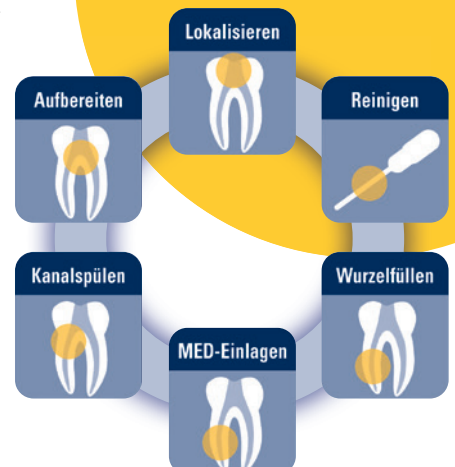 Lokalisieren
Aufbereiten
Reinigen
Kanalspülen
Wurzelfüllen
MED-Einlagen